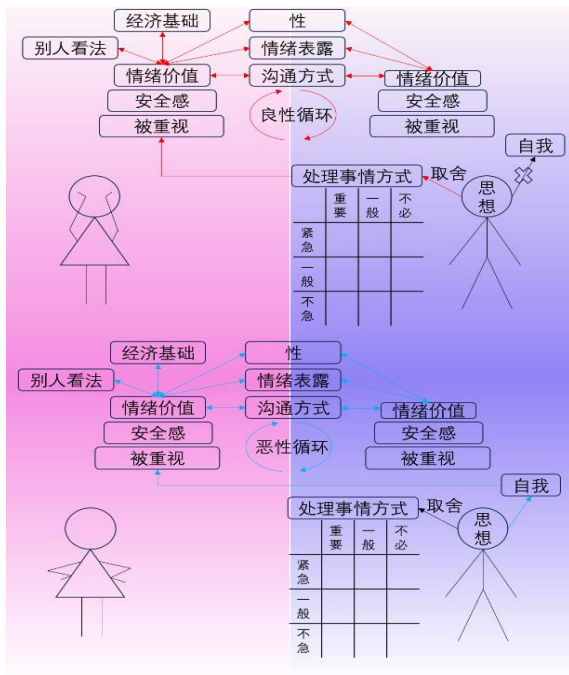 经济基础
性
别人看法
情绪表露
情绪价值
沟通方式
情绪价值
安全感
良性循环
安全感
被重视
被重视
自我
处理事情方式
取舍
思想
重要
一般
不必
紧急
一般
不急
经济基础
性
别人看法
情绪表露
情绪价值
沟通方式
情绪价值
安全感
恶性循环
安全感
被重视
被重视
自我
处理事情方式
取舍
思想
重要
一般
不必
紧急
一般
不急